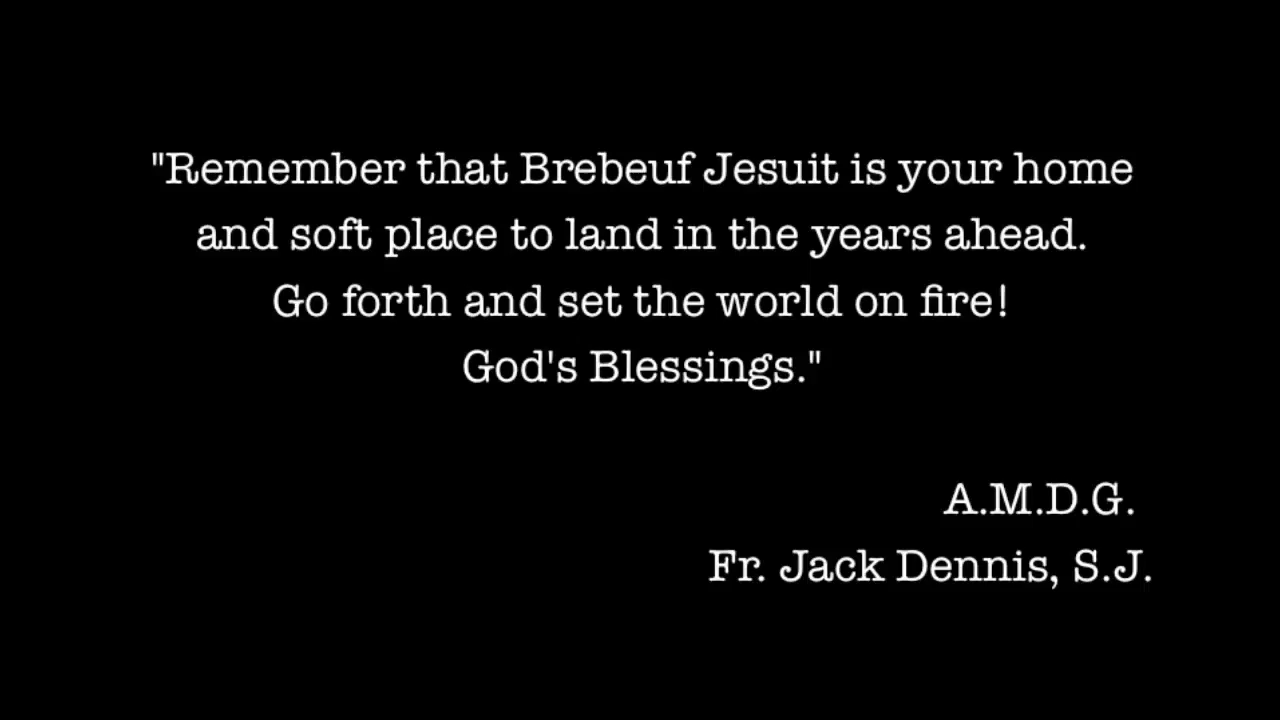 "Remember that Brebeuf Jesuit is your home
and soft place to land in the years ahead.
Go forth and set the world on fire!
God's Blessings."
A.M.D.G.
Fr. Jack Dennis, S.J.